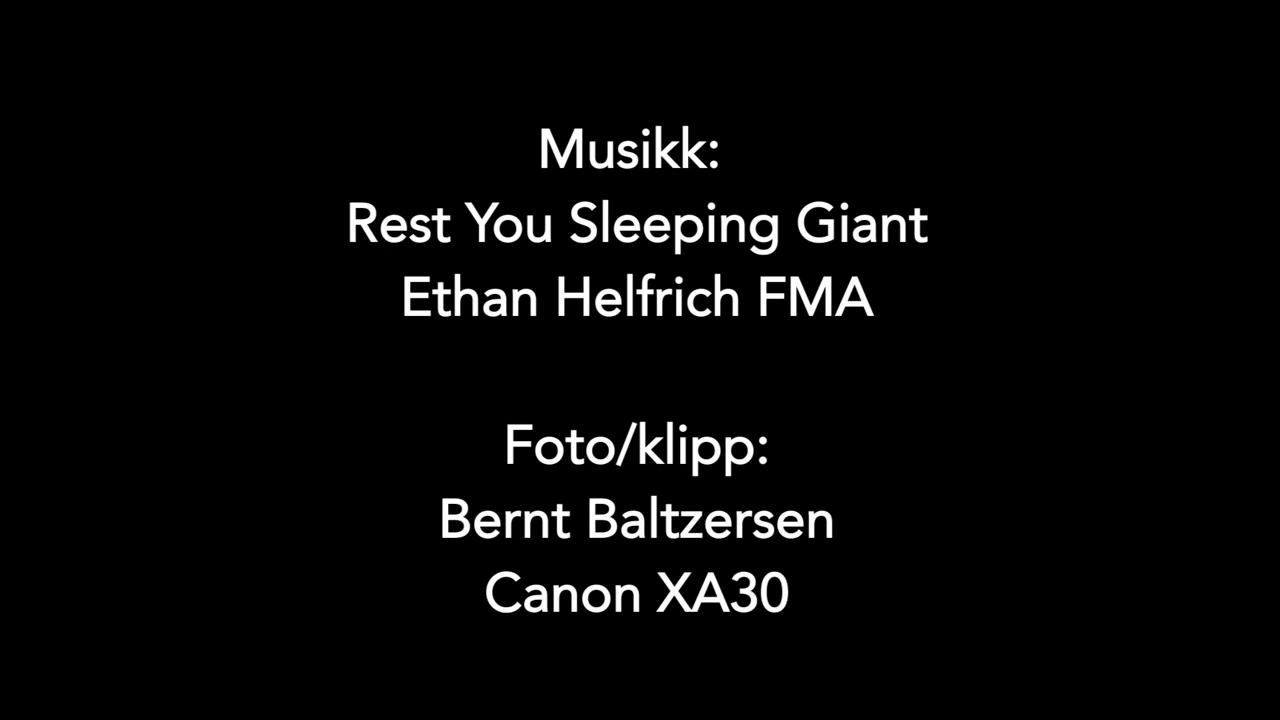 Musikk:
Rest You Sleeping Giant
Ethan Helfrich FMA
Foto/klipp:
Bernt Baltzersen
Canon XA30